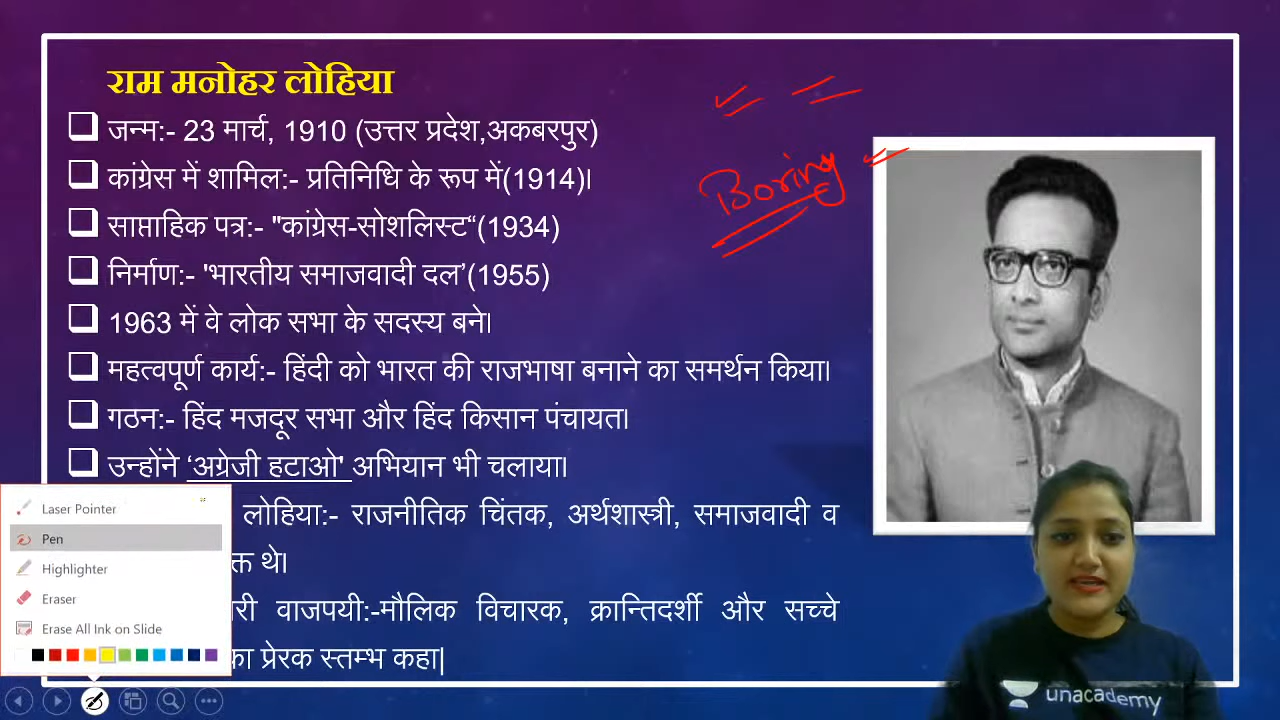 राम मनोहर लोहिया
जन्म:- 23 मार्च, 1910 (उत्तर प्रदेश,अकबरपुर)
कांग्रेस में शामिल:- प्रतिनिधि के रूप में(1914)।
साप्ताहिक पत्र:- "कांग्रेस-सोशलिस्ट“(1934)
निर्माण:- 'भारतीय समाजवादी दल’(1955)
1963 में वे लोक सभा के सदस्य बने।
महत्वपूर्ण कार्य:- हिंदी को भारत की राजभाषा बनाने का समर्थन किया।
गठन:- हिंद मजदूर सभा और हिंद किसान पंचायत।
उन्होंने ‘अग्रेजी हटाओ' अभियान भी चलाया।
लोहिया:- राजनीतिक चिंतक, अर्थशास्त्री, समाजवादी व
थे।
वाजपयी:-मौलिक विचारक, क्रान्तिदर्शी और सच्चे
का प्रेरक स्तम्भ कहा|
Boring
Laser Pointer
Pen
Highlighter
Eraser
Erase All Ink on Slide
unacademy